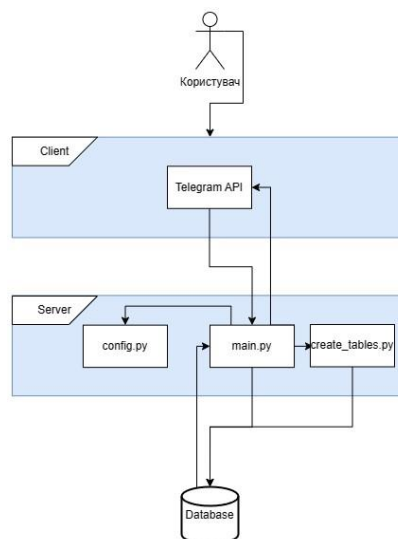 Користувач
Client
Telegram API
Server
config.py
main.py
create_tables.py
Database